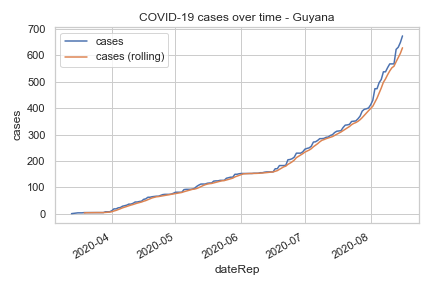 COVID-19 cases over time - Guyana
cases
cases (rolling)
700
600
500
400
300
200
100
0
cases
2020-04
2020-05
2020-06
2020-07
2020-08
dateRep